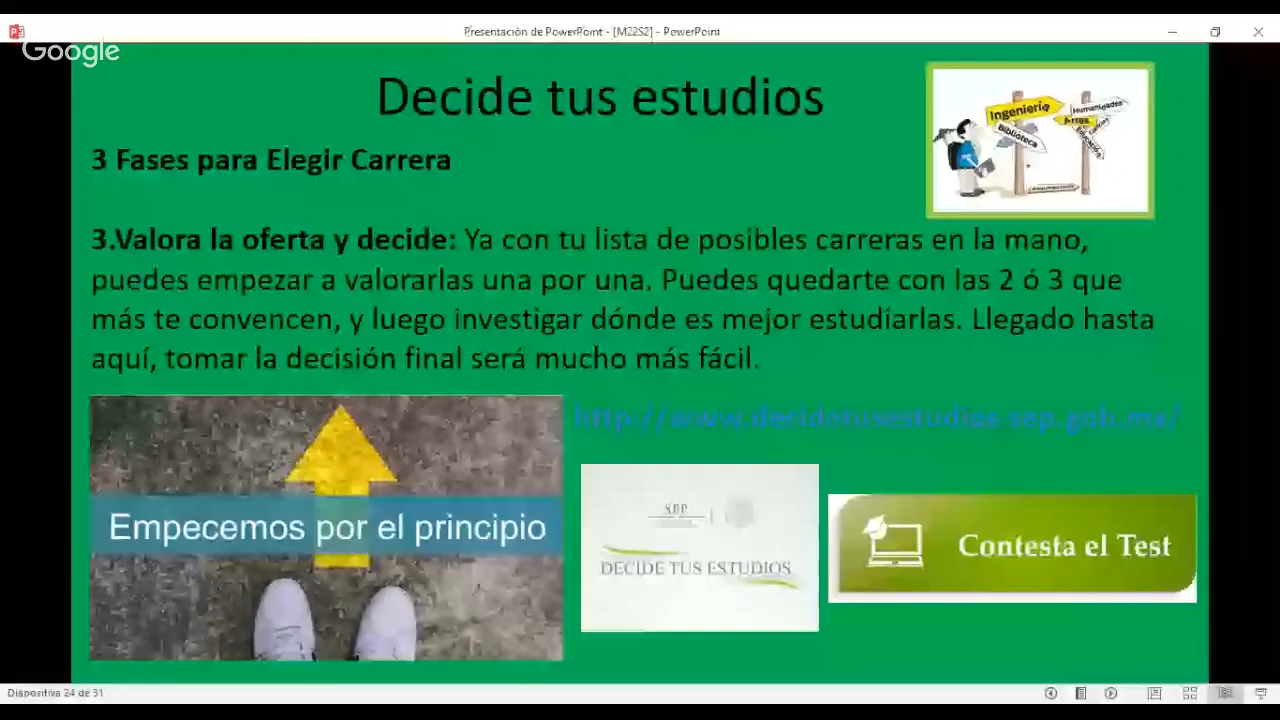 Presentación de PowerPoint - [M22S2] - PowerPoint
Google
Decide tus estudios
Ingeniería
Humanidades
Biblioteca
Artes
Educación
3 Fases para Elegir Carrera
3.Valora la oferta y decide: Ya con tu lista de posibles carreras en la mano,
puedes empezar a valorarlas una por una. Puedes quedarte con las 2 ó 3 que
más te convencen, y luego investigar dónde es mejor estudiarlas. Llegado hasta
aquí, tomar la decisión final será mucho más fácil.
http://www.decidetusestudios.sep.gob.mx/
Empecemos por el principio
SEP
DECIDE TUS ESTUDIOS
Contesta el Test
Diapositiva 24 de 31